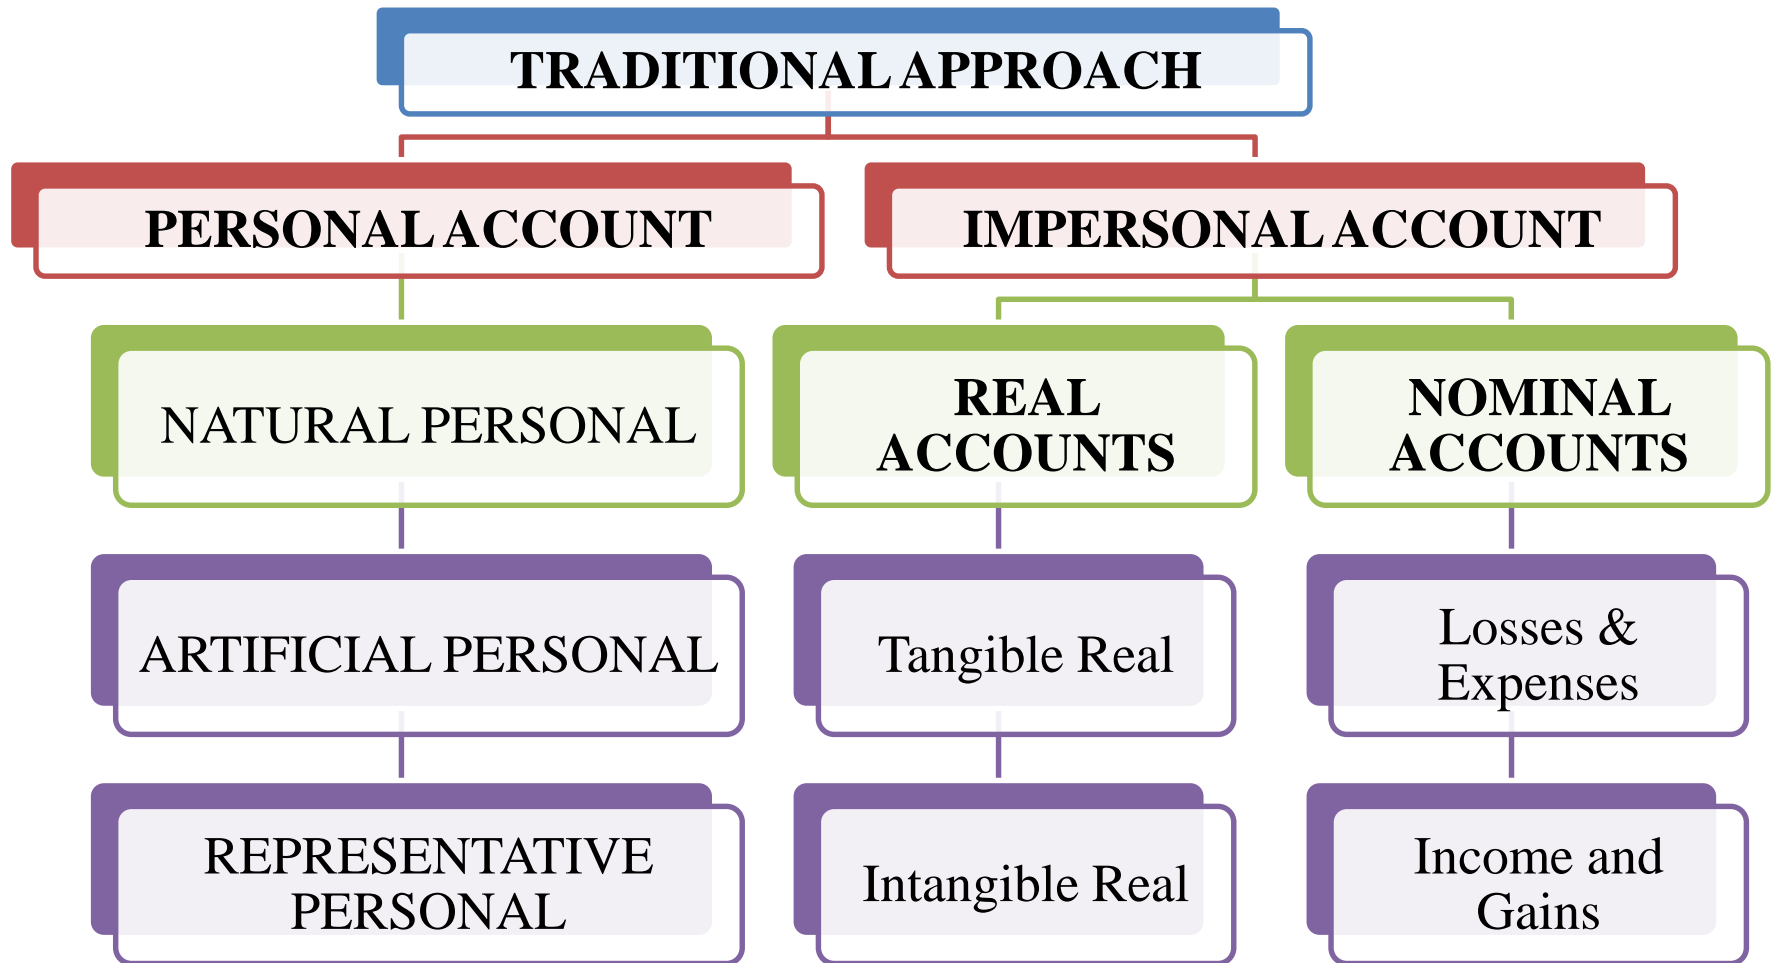 TRADITIONAL APPROACH
PERSONAL ACCOUNT
IMPERSONAL ACCOUNT
NATURAL PERSONAL
REAL
ACCOUNTS
NOMINAL
ACCOUNTS
ARTIFICIAL PERSONAL
Tangible Real
Losses &
Expenses
REPRESENTATIVE
PERSONAL
Intangible Real
Income and
Gains